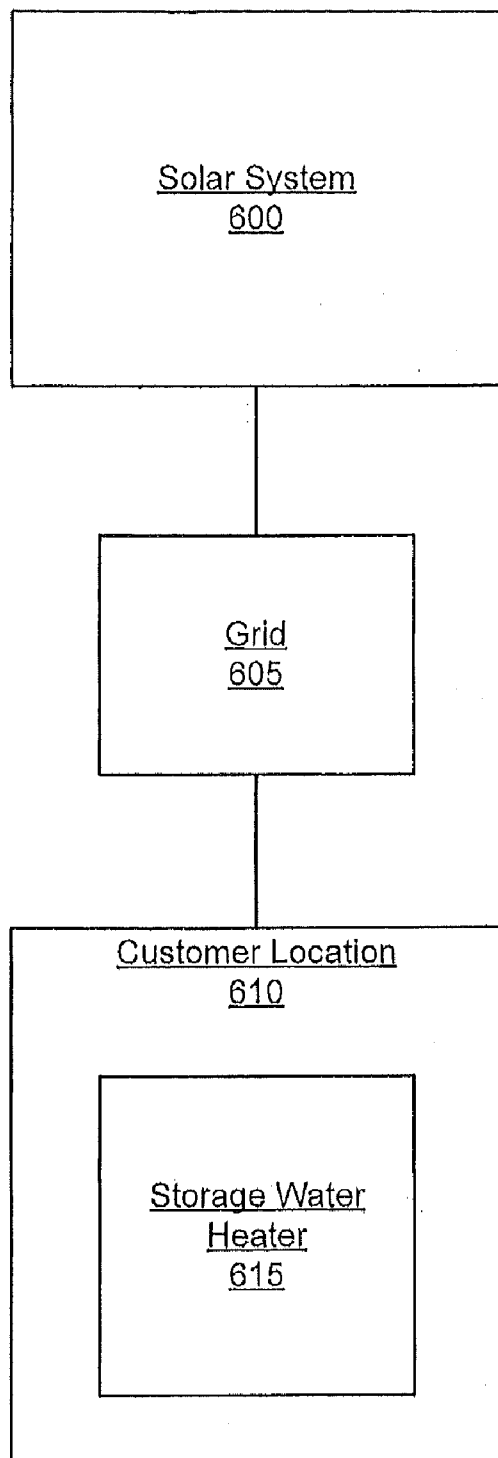 Solar System
600
Grid
605
Customer Location
610
Storage Water
Heater
615